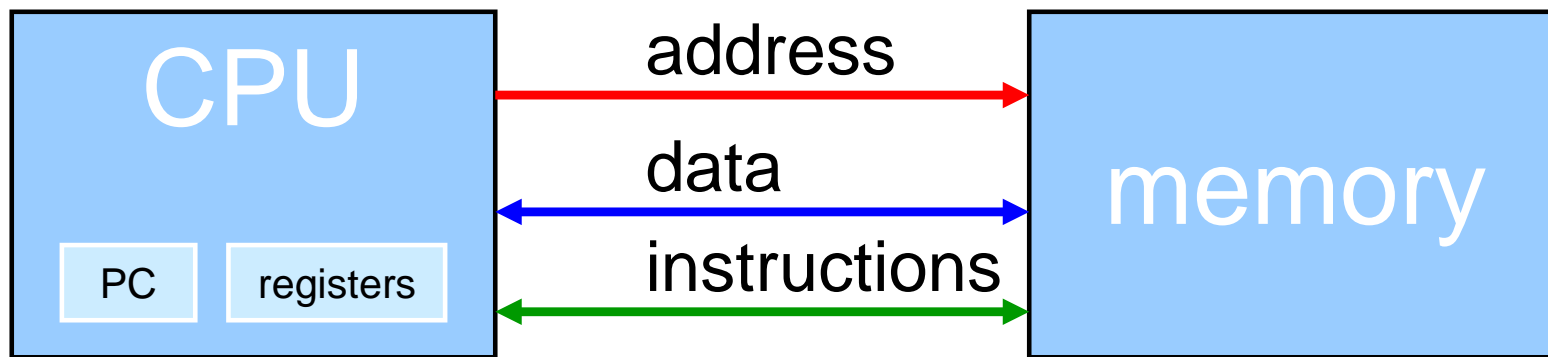 CPU
address
data
memory
instructions
PC
registers